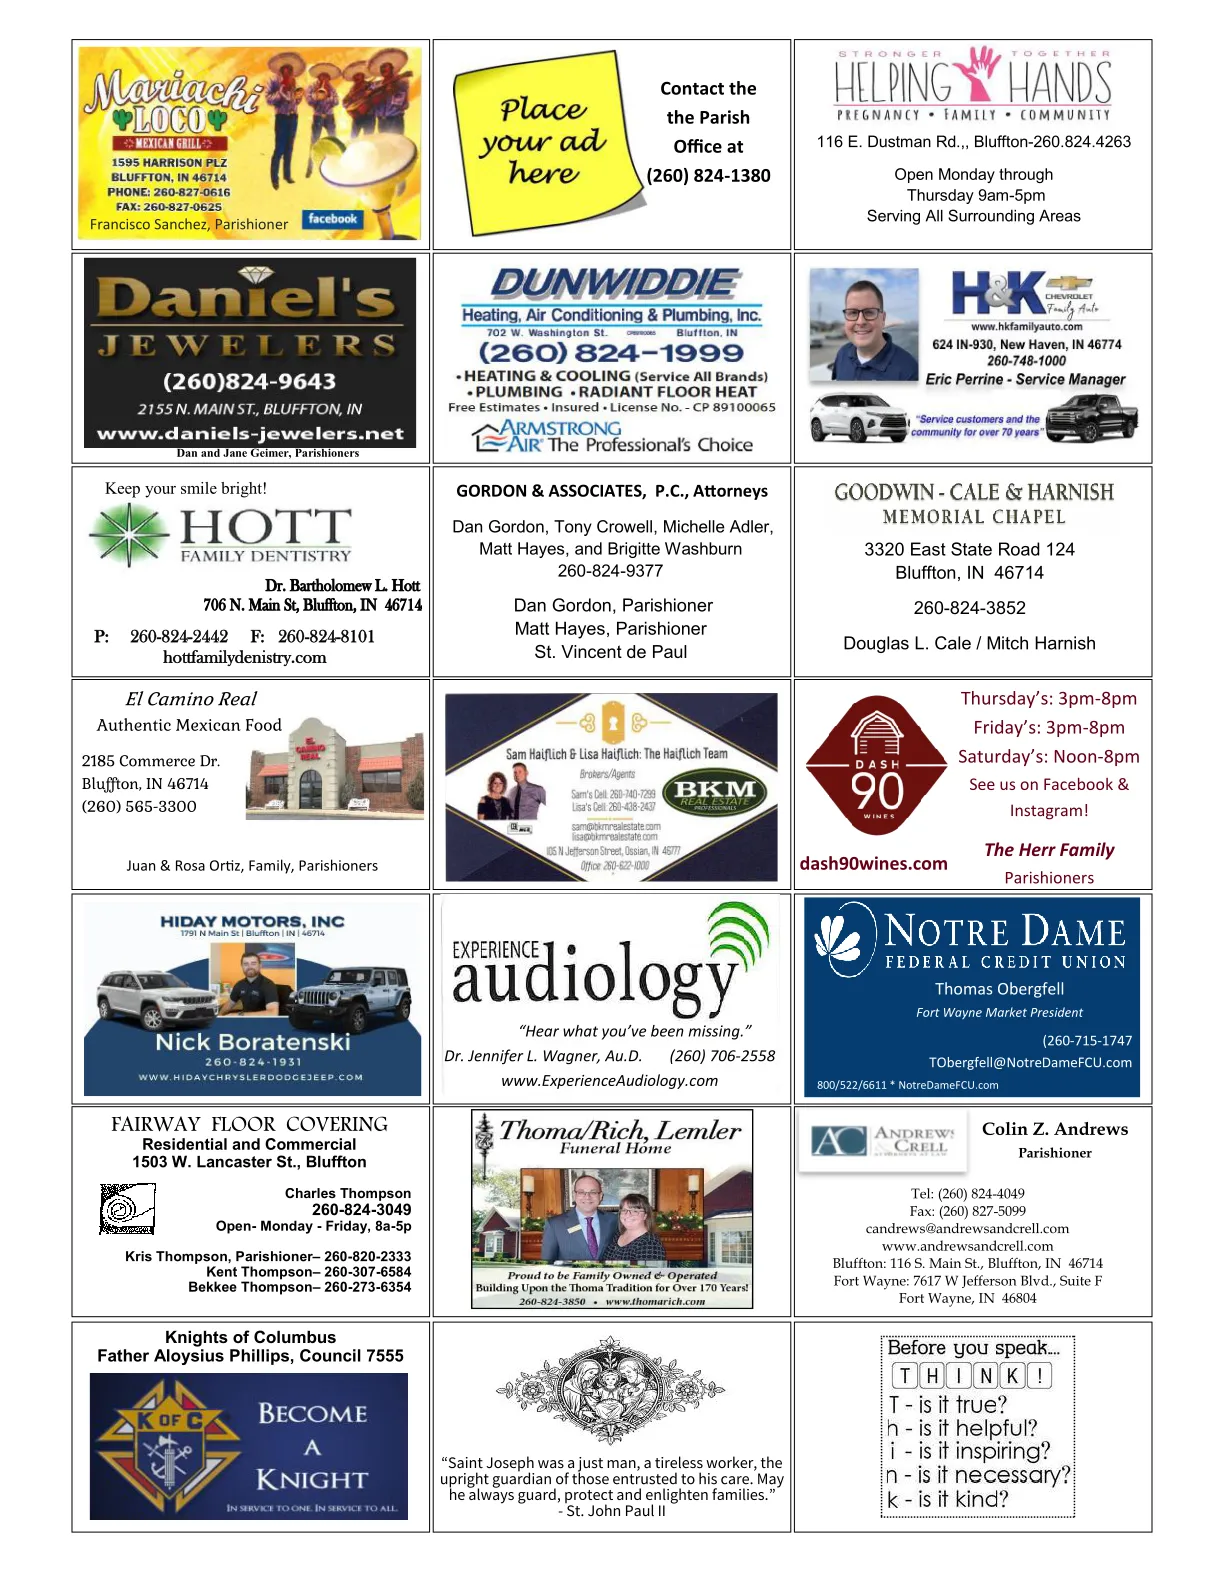 Mariachi
LOCO
MEXICAN GRILL
1595 HARRISON PLZ
BLUFFTON, IN 46714
PHONE: 260-827-0616
FAX: 260-827-0625
Francisco Sanchez, Parishioner
facebook
Place
your ad
here
Contact the
the Parish
Office at
(260) 824-1380
STRONGER TOGETHER
HELPING HANDS
PREGNANCY • FAMILY • COMMUNITY
116 E. Dustman Rd.,, Bluffton-260.824.4263
Open Monday through
Thursday 9am-5pm
Serving All Surrounding Areas
Daniel's
JEWELERS
(260)824-9643
2155 N. MAIN ST., BLUFFTON, IN
www.daniels-jewelers.net
Dan and Jane Geimer, Parishioners
DUNWIDDIE
Heating, Air Conditioning & Plumbing, Inc.
702 W. Washington St. CP89100065 Bluffton, IN
(260) 824-1999
• HEATING & COOLING (Service All Brands)
• PLUMBING • RADIANT FLOOR HEAT
Free Estimates • Insured • License No. - CP 89100065
ARMSTRONG
AIR The Professional's Choice
H&K
CHEVROLET
Family Auto
www.hkfamilyauto.com
624 IN-930, New Haven, IN 46774
260-748-1000
Eric Perrine - Service Manager
"Service customers and the
community for over 70 years"
Keep your smile bright!
HOTT
FAMILY DENTISTRY
Dr. Bartholomew L. Hott
706 N. Main St, Bluffton, IN 46714
P: 260-824-2442 F: 260-824-8101
hottfamilydenistry.com
GORDON & ASSOCIATES, P.C., Attorneys
Dan Gordon, Tony Crowell, Michelle Adler,
Matt Hayes, and Brigitte Washburn
260-824-9377
Dan Gordon, Parishioner
Matt Hayes, Parishioner
St. Vincent de Paul
GOODWIN - CALE & HARNISH
MEMORIAL CHAPEL
3320 East State Road 124
Bluffton, IN 46714
260-824-3852
Douglas L. Cale / Mitch Harnish
El Camino Real
Authentic Mexican Food
2185 Commerce Dr.
Bluffton, IN 46714
(260) 565-3300
EL
CAMINO
REAL
Juan & Rosa Ortiz, Family, Parishioners
Sam Haiflich & Lisa Haiflich: The Haiflich Team
Brokers/Agents
Sam's Cell: 260-740-7299
Lisa's Cell: 260-438-2437
BKM
REAL ESTATE
PROFESSIONALS
sam@bkmrealestate.com
lisa@bkmrealestate.com
105 N Jefferson Street, Ossian, IN 46777
Office 260-622-1000
DASH
90
WINES
dash90wines.com
Thursday's: 3pm-8pm
Friday's: 3pm-8pm
Saturday's: Noon-8pm
See us on Facebook &
Instagram!
The Herr Family
Parishioners
HIDAY MOTORS, INC
1791 N Main St | Bluffton | IN | 46714
Nick Boratenski
260-824-1931
WWW.HIDAYCHRYSLERDODGEJEEP.COM
EXPERIENCE
audiology
“Hear what you’ve been missing.”
Dr. Jennifer L. Wagner, Au.D. (260) 706-2558
www.ExperienceAudiology.com
NOTRE DAME
FEDERAL CREDIT UNION
Thomas Obergfell
Fort Wayne Market President
(260-715-1747
TObergfell@NotreDameFCU.com
800/522/6611 * NotreDameFCU.com
FAIRWAY FLOOR COVERING
Residential and Commercial
1503 W. Lancaster St., Bluffton
Charles Thompson
260-824-3049
Open- Monday - Friday, 8a-5p
Kris Thompson, Parishioner– 260-820-2333
Kent Thompson– 260-307-6584
Bekkee Thompson– 260-273-6354
Thoma/Rich, Lemler
Funeral Home
Proud to be Family Owned & Operated
Building Upon the Thoma Tradition for Over 170 Years!
260-824-3850 • www.thomarich.com
AC ANDREWS
& CRELL
ATTORNEYS AT LAW
Colin Z. Andrews
Parishioner
Tel: (260) 824-4049
Fax: (260) 827-5099
candrews@andrewsandcrell.com
www.andrewsandcrell.com
Bluffton: 116 S. Main St., Bluffton, IN 46714
Fort Wayne: 7617 W Jefferson Blvd., Suite F
Fort Wayne, IN 46804
Knights of Columbus
Father Aloysius Phillips, Council 7555
K OF C
BECOME
A
KNIGHT
IN SERVICE TO ONE. IN SERVICE TO ALL.
“Saint Joseph was a just man, a tireless worker, the
upright guardian of those entrusted to his care. May
he always guard, protect and enlighten families.”
- St. John Paul II
Before you speak....
THINK!
T - is it true?
h - is it helpful?
i - is it inspiring?
n - is it necessary?
k - is it kind?